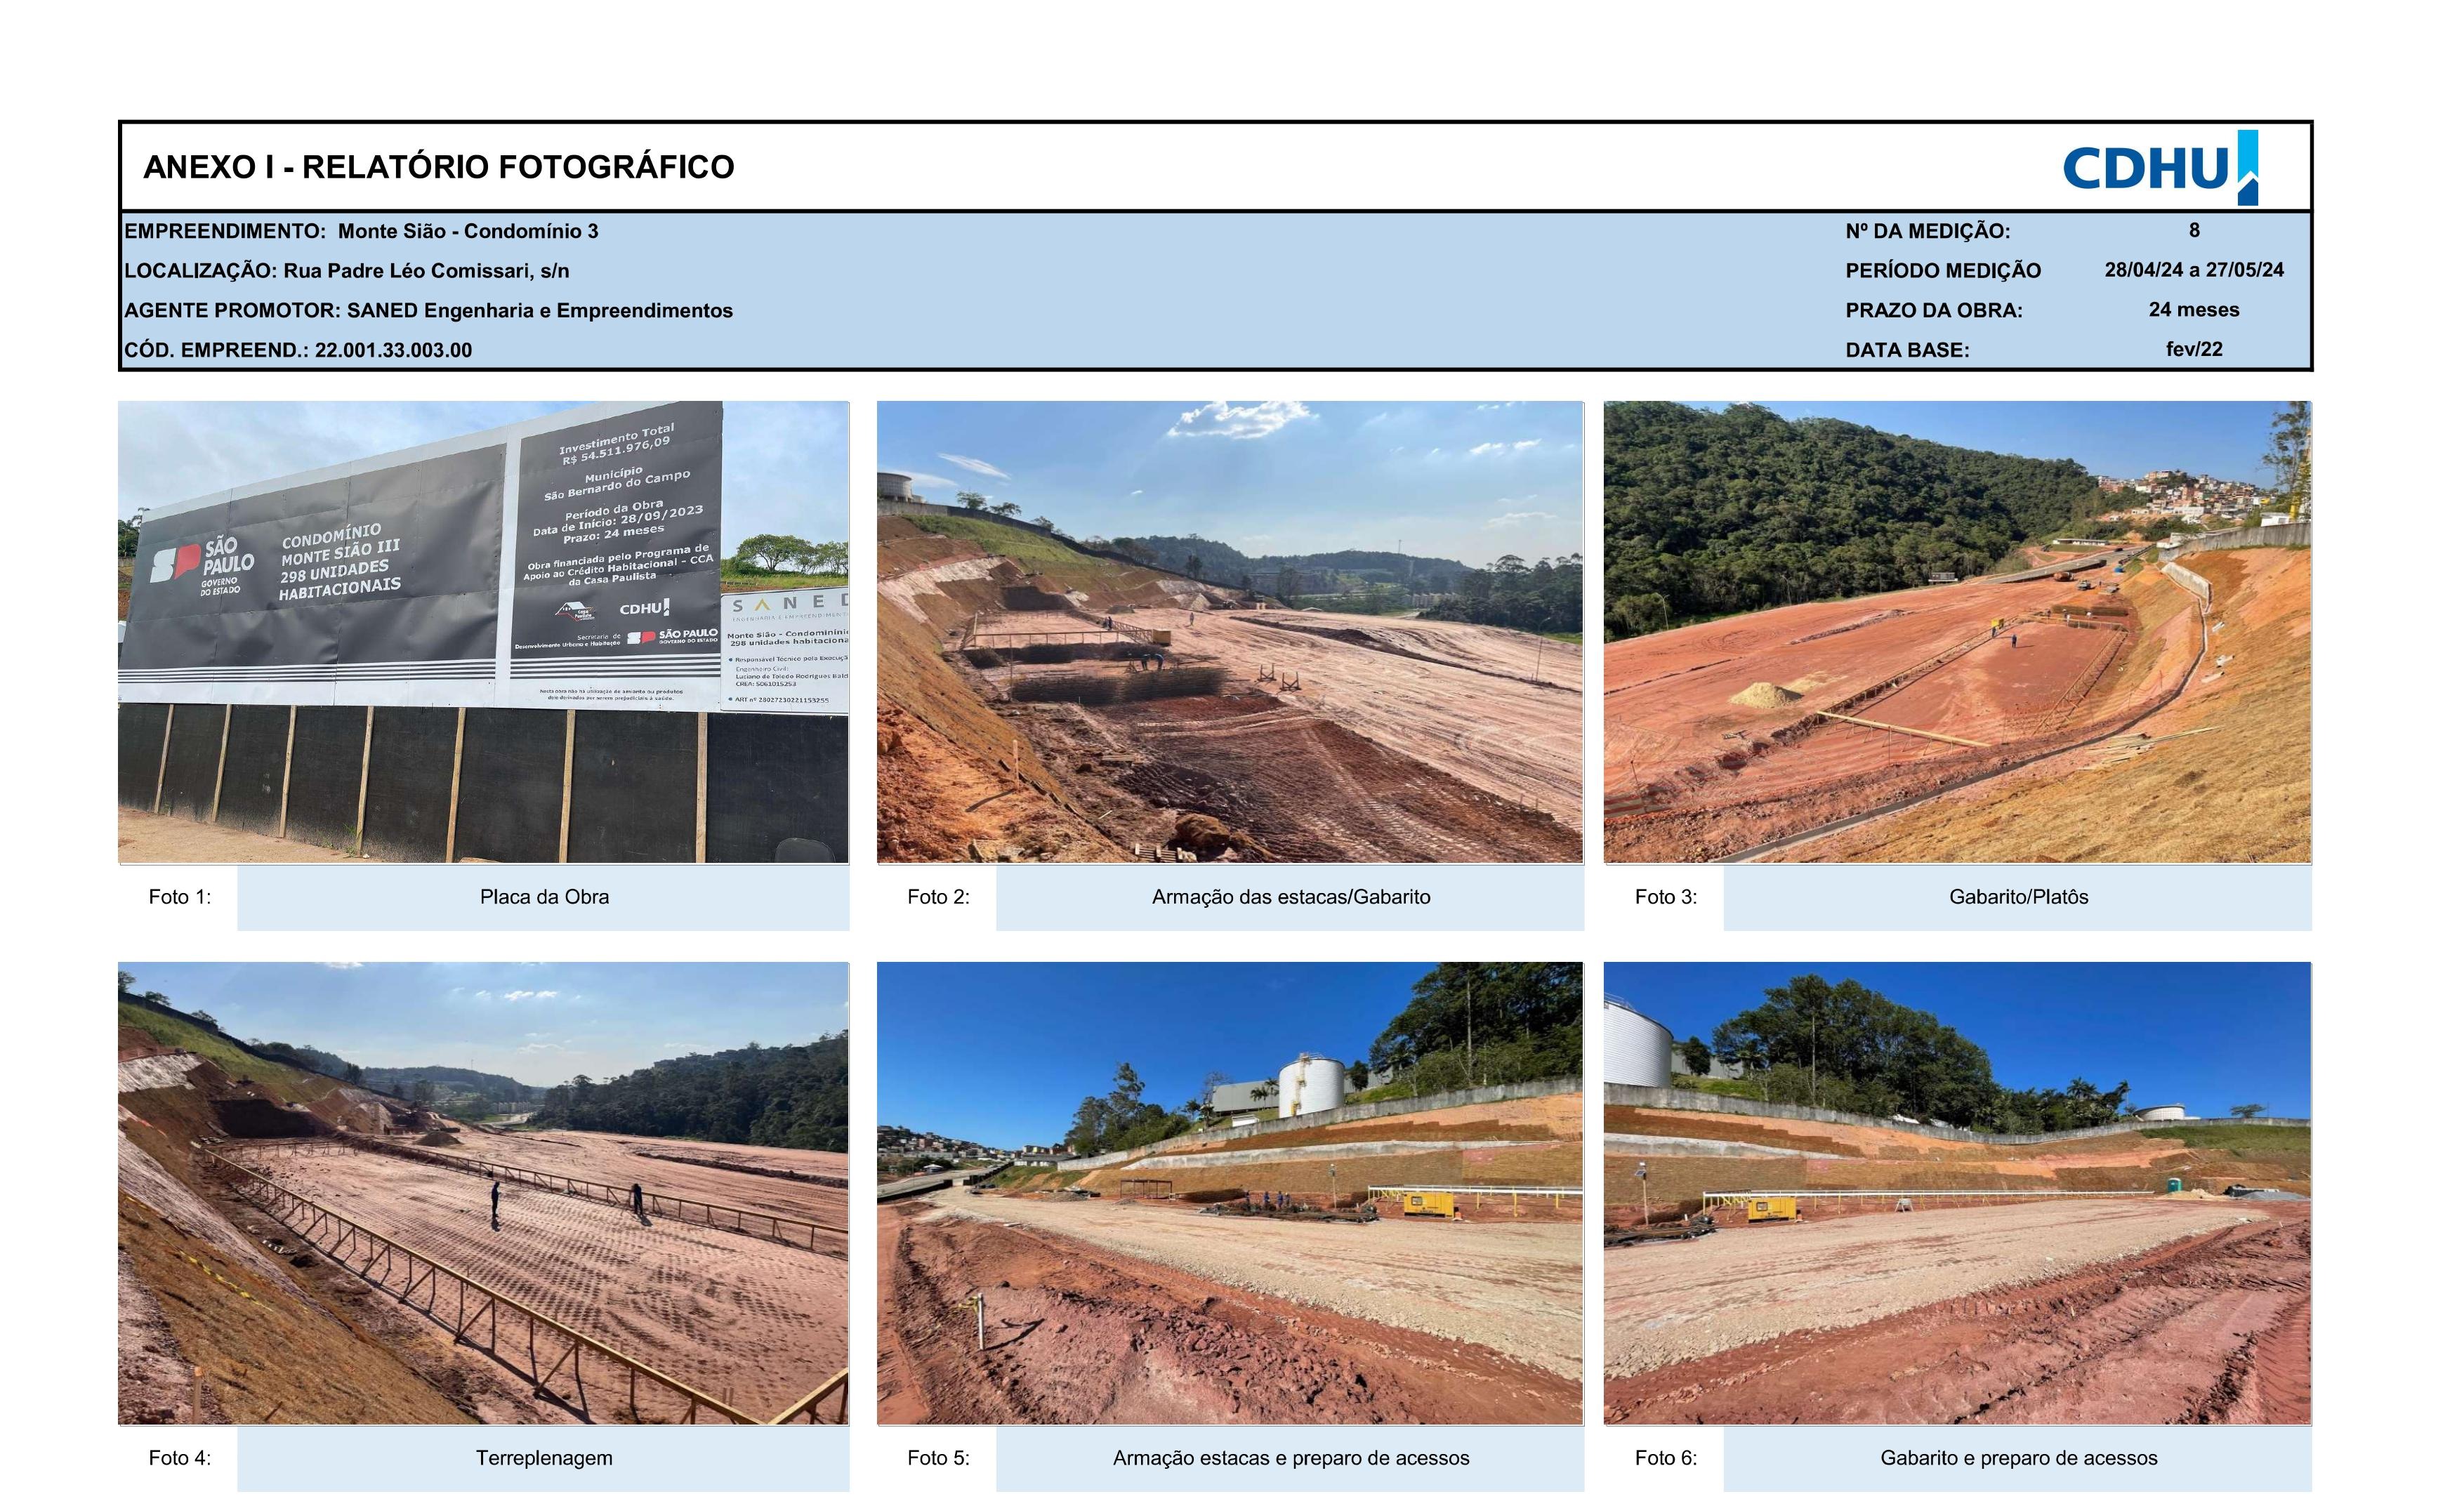 ANEXO I - RELATÓRIO FOTOGRÁFICO
CDHU
EMPREENDIMENTO: Monte Sião - Condomínio 3
Nº DA MEDIÇÃO: 8
LOCALIZAÇÃO: Rua Padre Léo Comissari, s/n
PERÍODO MEDIÇÃO 28/04/24 a 27/05/24
AGENTE PROMOTOR: SANED Engenharia e Empreendimentos
PRAZO DA OBRA: 24 meses
CÓD. EMPREEND.: 22.001.33.003.00
DATA BASE: fev/22
SÃO
PAULO
GOVERNO
DO ESTADO
CONDOMÍNIO
MONTE SIÃO III
298 UNIDADES
HABITACIONAIS
Investimento Total
R$ 54.511.976,09
Município
São Bernardo do Campo
Período da Obra
Data de Início: 28/09/2023
Prazo: 24 meses
Obra financiada pelo Programa de
Apoio ao Crédito Habitacional - CCA
da Casa Paulista
CDHU
Secretaria de
Desenvolvimento Urbano e Habitação
SÃO PAULO
GOVERNO DO ESTADO
Nesta obra não há utilização de amianto ou produtos
dele derivados por serem prejudiciais à saúde.
SANED
ENGENHARIA E EMPREENDIMENT
Monte Sião - Condomínio
298 unidades habitaciona
Responsável Técnico pela Execuçã
Engenheiro Civil:
Luciano de Toledo Rodrigues Bald
CREA: 5061015253
ART nº 28027230221153255
Foto 1: Placa da Obra
Foto 2: Armação das estacas/Gabarito
Foto 3: Gabarito/Platôs
Foto 4: Terreplenagem
Foto 5: Armação estacas e preparo de acessos
Foto 6: Gabarito e preparo de acessos